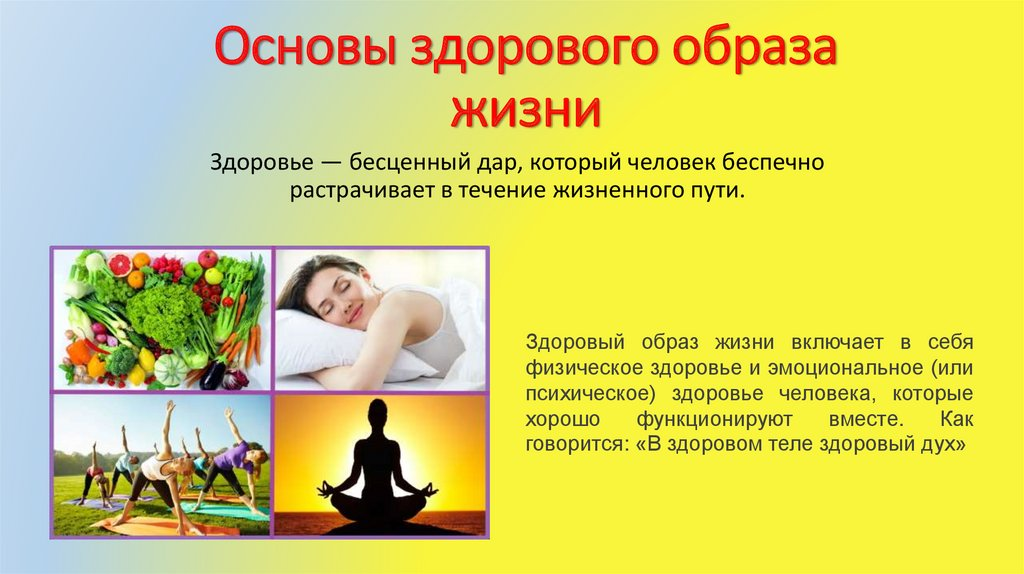 Основы здорового образа
жизни
Здоровье — бесценный дар, который человек беспечно
растрачивает в течение жизненного пути.
Здоровый образ жизни включает в себя
физическое здоровье и эмоциональное (или
психическое) здоровье человека, которые
хорошо функционируют вместе. Как
говорится: «В здоровом теле здоровый дух»